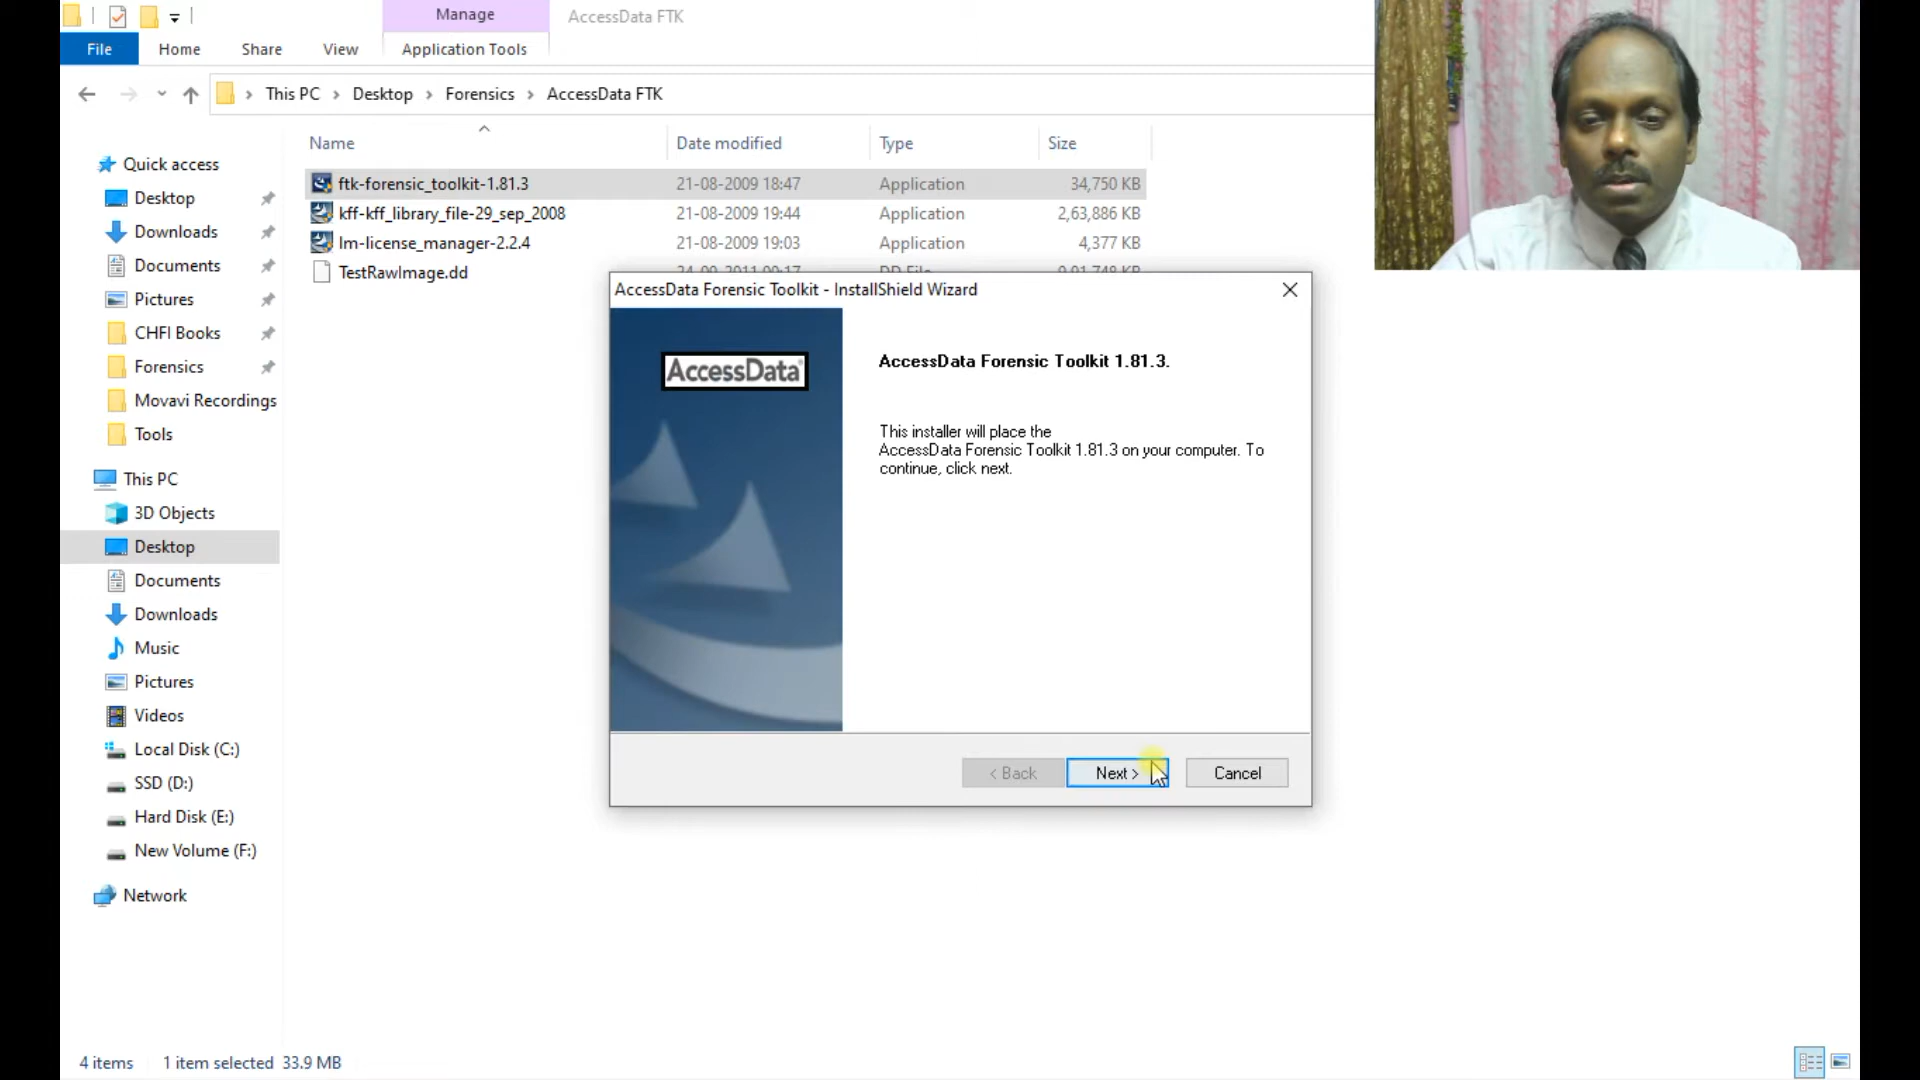 Manage
AccessData FTK
File
Home
Share
View
Application Tools
This PC
Desktop
Forensics
AccessData FTK
Name
Date modified
Type
Size
ftk-forensic_toolkit-1.81.3
21-08-2009 18:47
Application
34,750 KB
kff-kff_library_file-29_sep_2008
21-08-2009 19:44
Application
2,63,886 KB
lm-license_manager-2.2.4
21-08-2009 19:03
Application
4,377 KB
TestRawImage.dd
Quick access
Desktop
Downloads
Documents
Pictures
CHFI Books
Forensics
Movavi Recordings
Tools
This PC
3D Objects
Desktop
Documents
Downloads
Music
Pictures
Videos
Local Disk (C:)
SSD (D:)
Hard Disk (E:)
New Volume (F:)
Network
AccessData Forensic Toolkit - InstallShield Wizard
AccessData
AccessData Forensic Toolkit 1.81.3.
This installer will place the
AccessData Forensic Toolkit 1.81.3 on your computer. To
continue, click next.
< Back
Next >
Cancel
4 items
1 item selected 33.9 MB